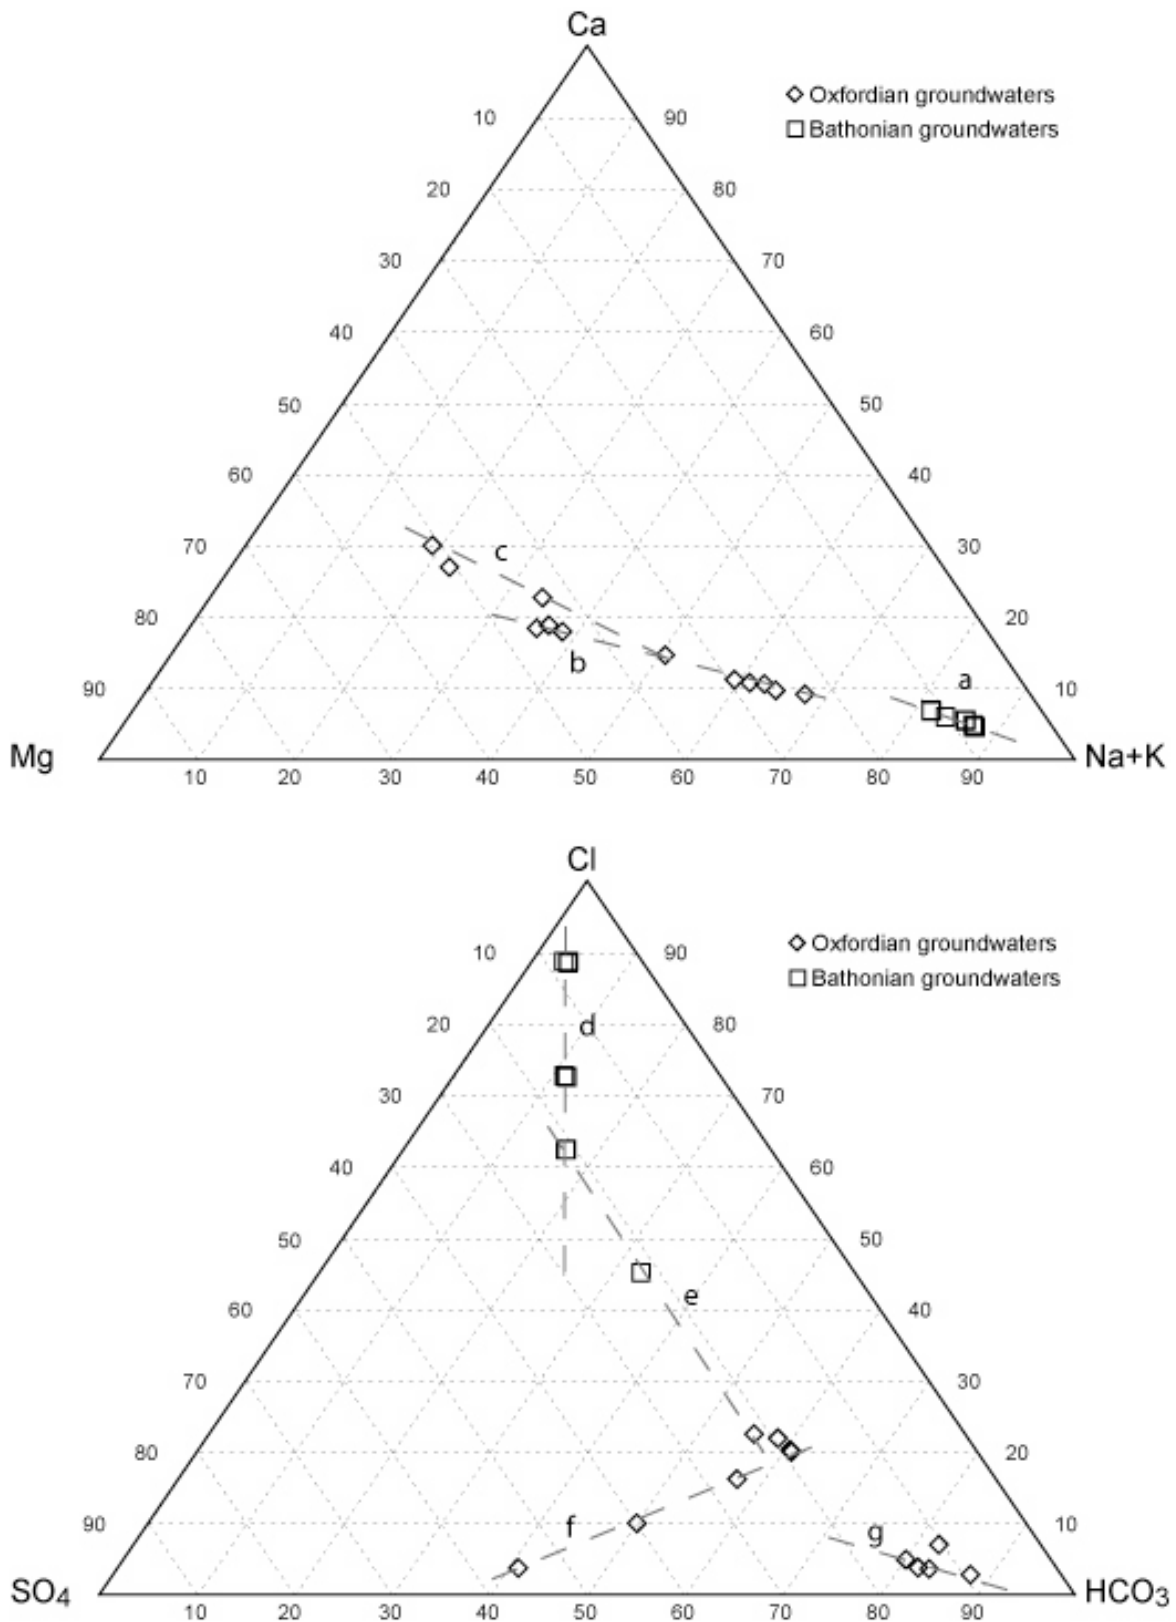 Ca
◇ Oxfordian groundwaters
10 90
□ Bathonian groundwaters
20 80
30 70
40 60
50 50
60 40
70 c 30
80 20
b
a
90 10
Mg Na+K
10 20 30 40 50 60 70 80 90
Cl
◇ Oxfordian groundwaters
10 90
□ Bathonian groundwaters
20 d 80
30 70
40 60
50 50
e
60 40
70 30
80 20
90 f g 10
SO4 HCO3
10 20 30 40 50 60 70 80 90